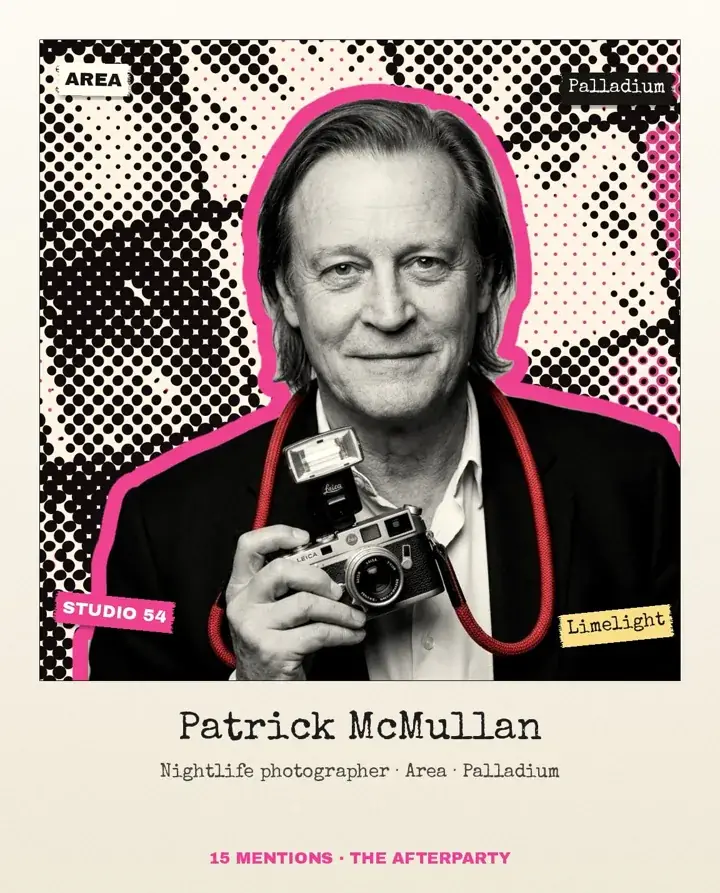 AREA
Palladium
Leica
LEICA
STUDIO 54
Limelight
Patrick McMullan
Nightlife photographer · Area · Palladium
15 MENTIONS · THE AFTERPARTY